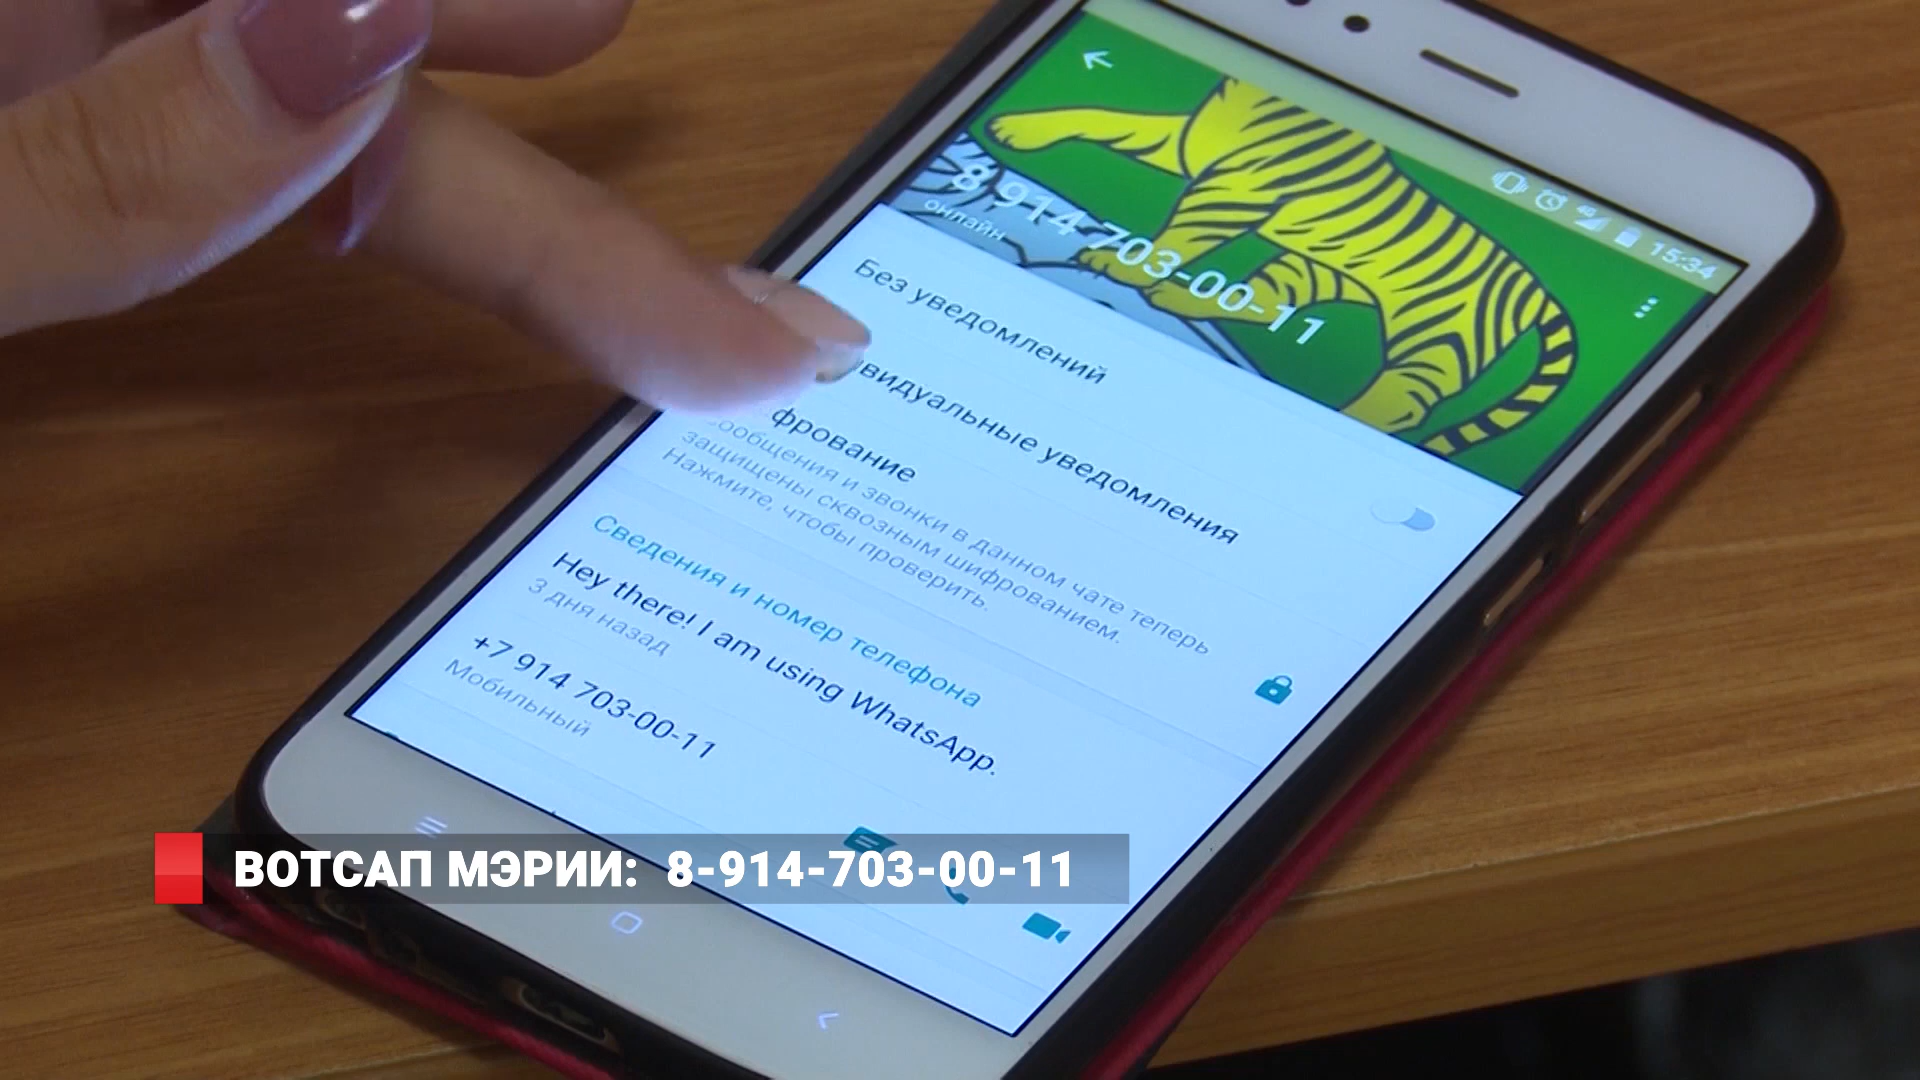 15:34
8 914 703-00-11
онлайн
Без уведомлений
уведомления
фрование
сообщения и звонки в данном чате теперь
защищены сквозным шифрованием.
Нажмите, чтобы проверить.
Сведения и номер телефона
Hey there! I am using WhatsApp.
3 дня назад
+7 914 703-00-11
Мобильный
ВОТСАП МЭРИИ: 8-914-703-00-11